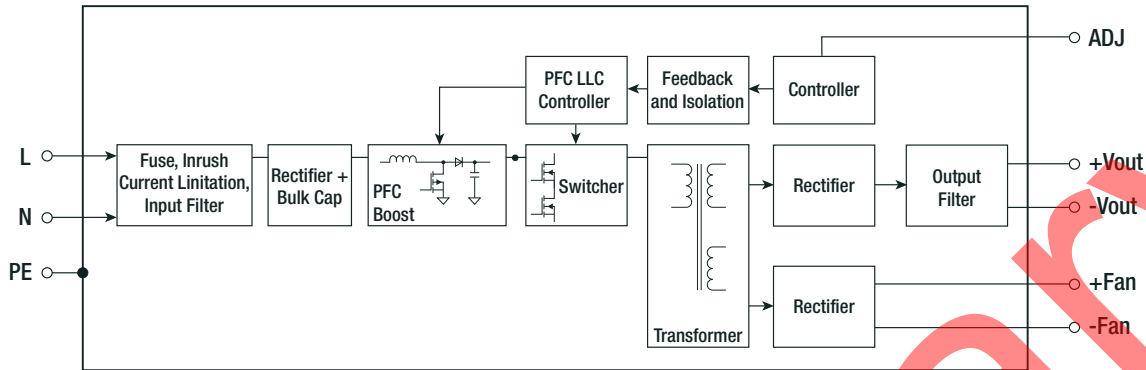 ADJ
PFC LLC
Controller
Feedback
and Isolation
Controller
L
N
PE
Fuse, Inrush
Current Linitation,
Input Filter
Rectifier +
Bulk Cap
PFC
Boost
Switcher
Transformer
Rectifier
Output
Filter
+Vout
-Vout
Rectifier
+Fan
-Fan